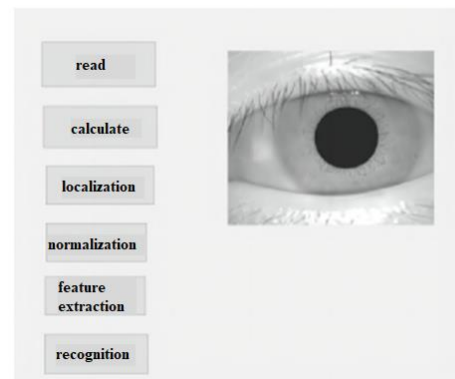 read
calculate
localization
normalization
feature
extraction
recognition